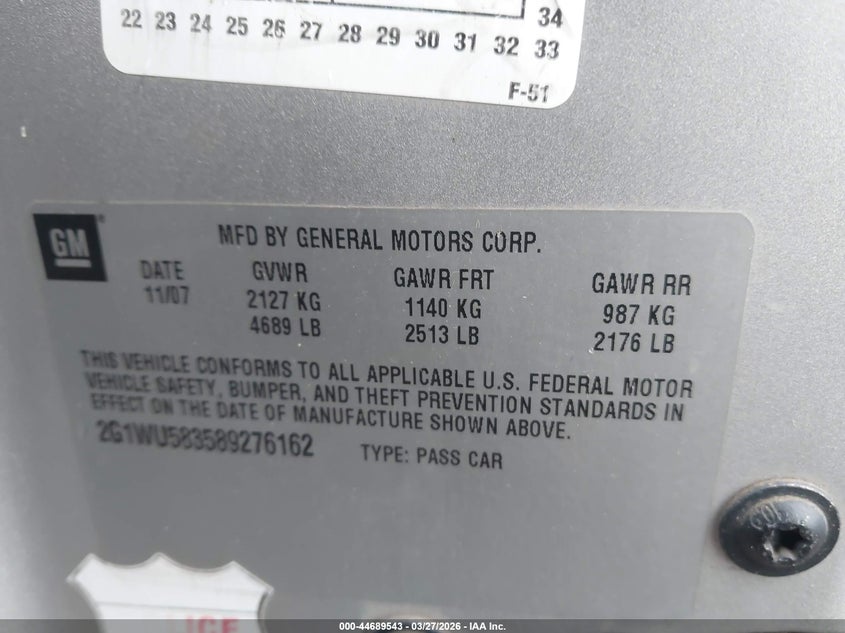 34
22 23 24 25 26 27 28 29 30 31 32 33
F-51
GM
MFD BY GENERAL MOTORS CORP.
DATE GVWR GAWR FRT GAWR RR
11/07 2127 KG 1140 KG 987 KG
4689 LB 2513 LB 2176 LB
THIS VEHICLE CONFORMS TO ALL APPLICABLE U.S. FEDERAL MOTOR
VEHICLE SAFETY, BUMPER, AND THEFT PREVENTION STANDARDS IN
EFFECT ON THE DATE OF MANUFACTURE SHOWN ABOVE.
2G1WU583589276162 TYPE: PASS CAR
000-44689543 - 03/27/2026 - IAA Inc.